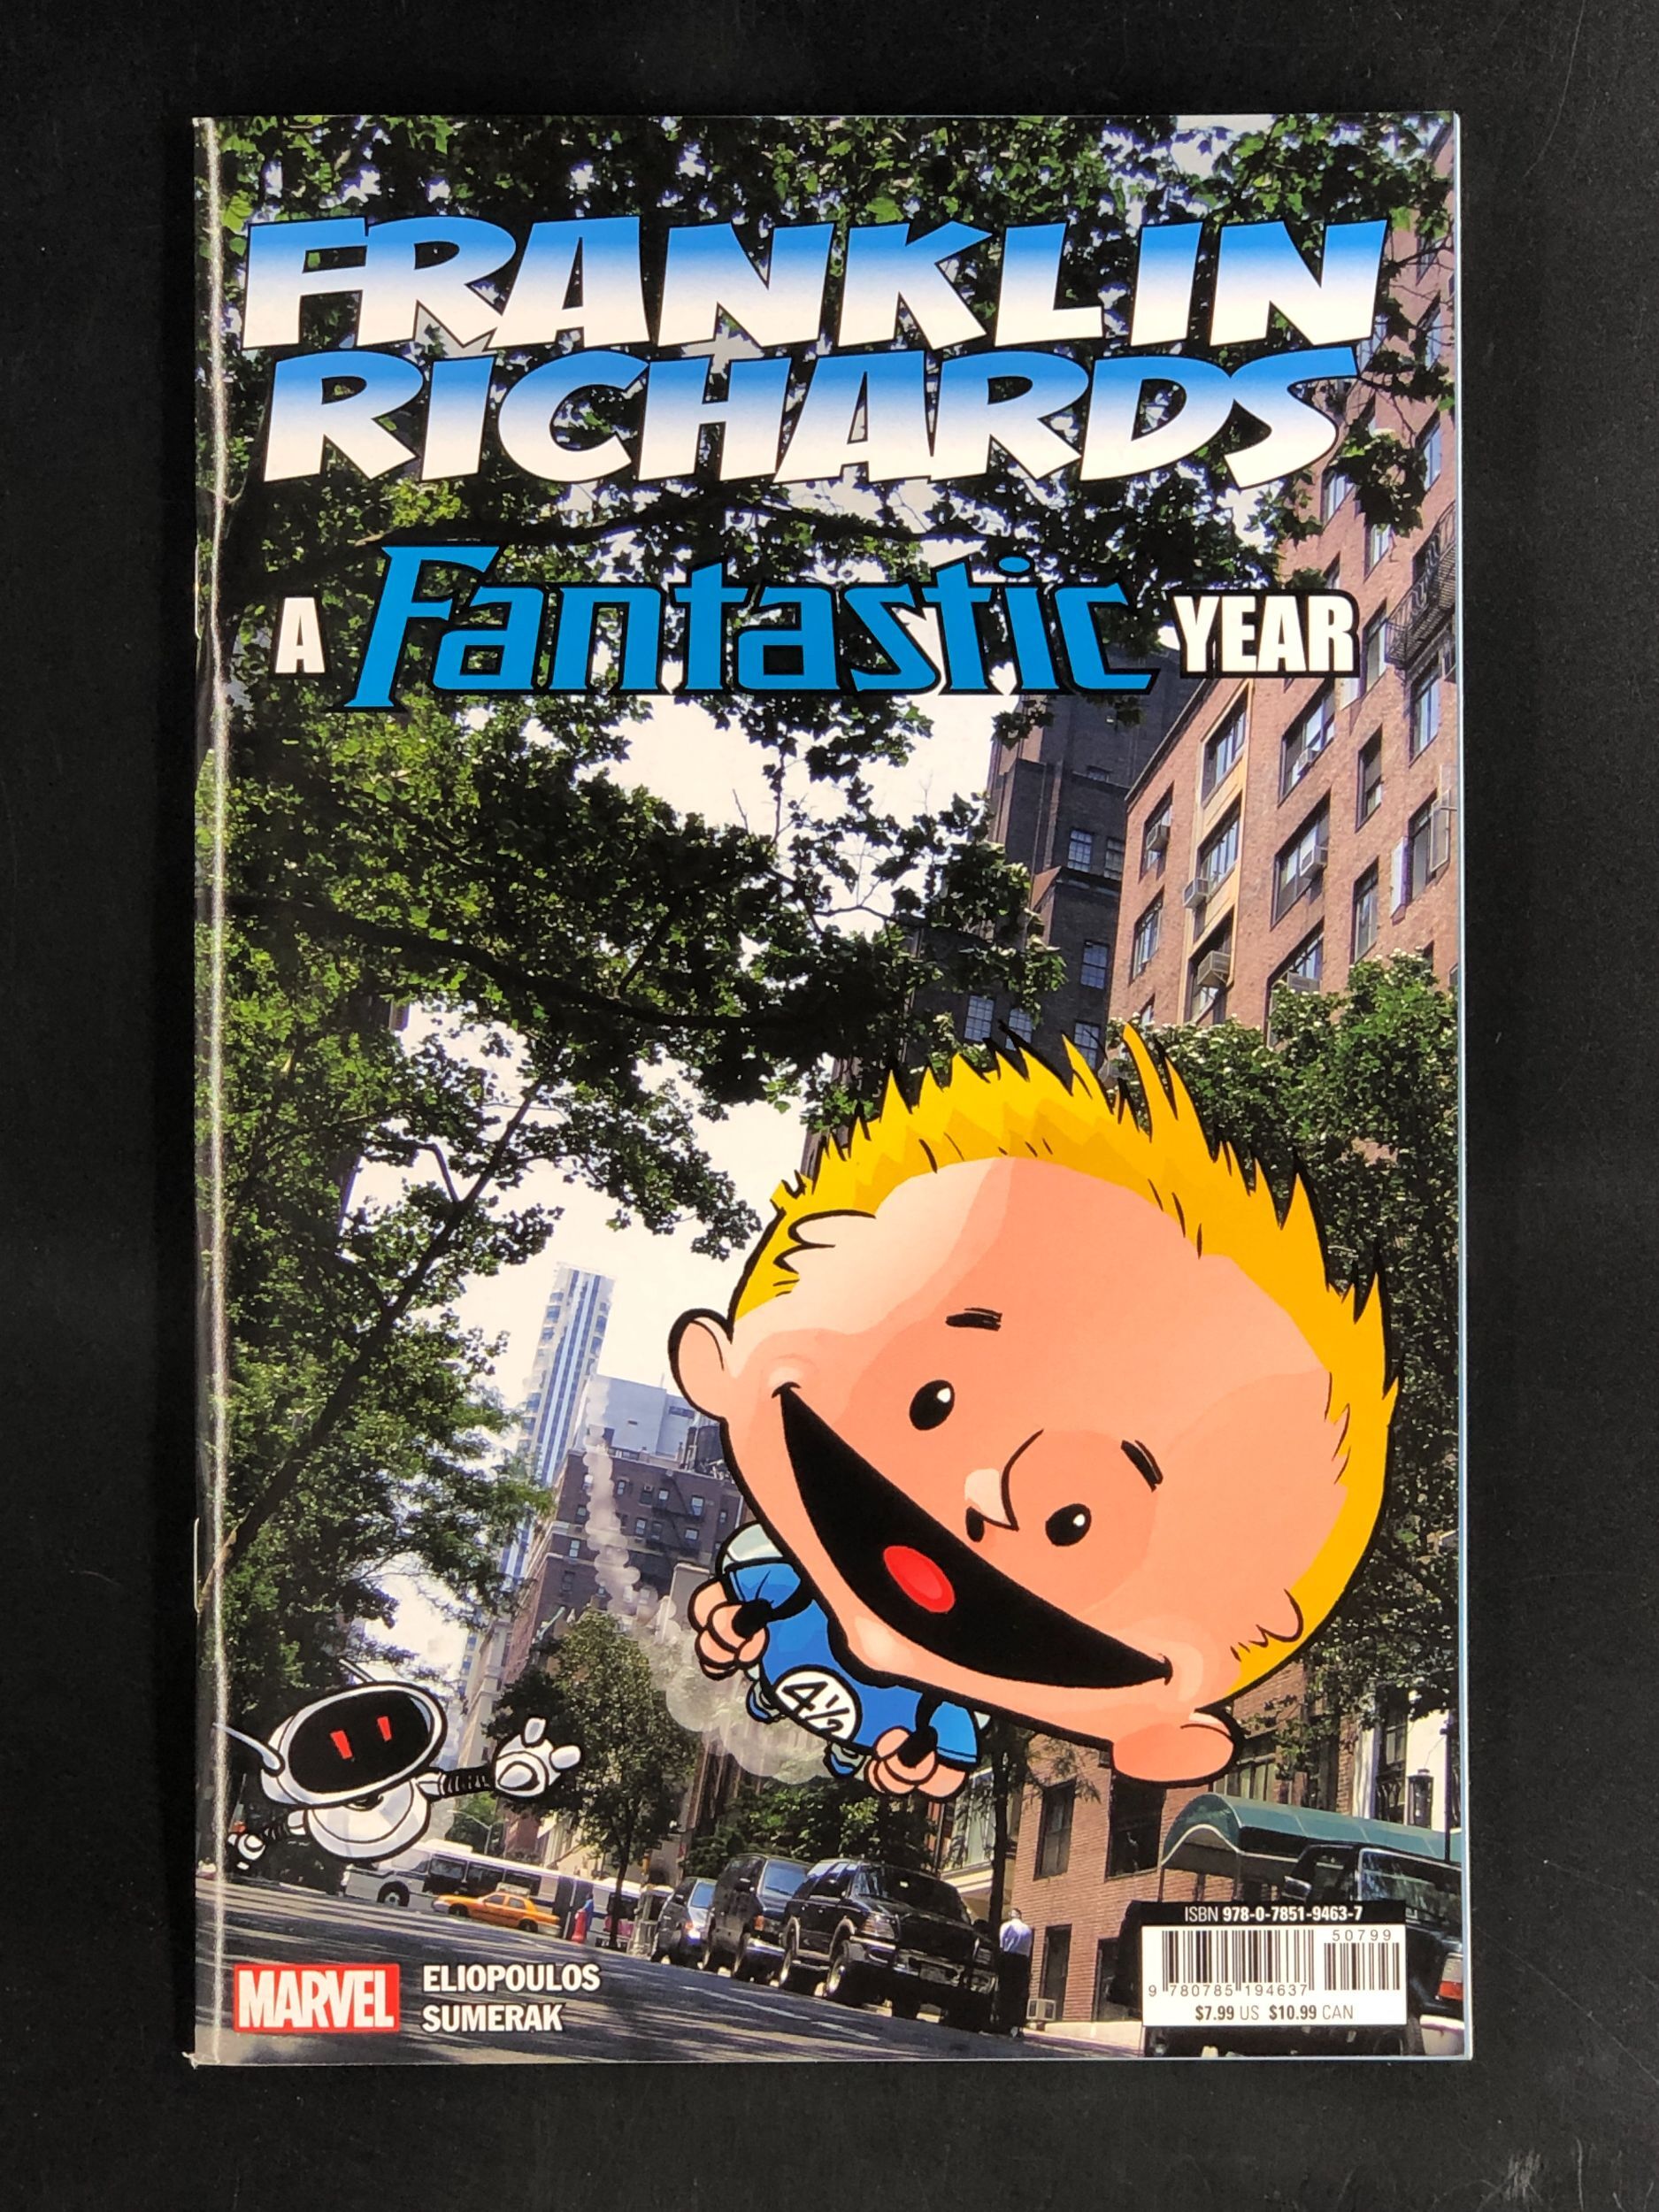 FRANKLIN
RICHARDS
A Fantastic YEAR
4½
ISBN 978-0-7851-9463-7
50799
9 780785 194637
$7.99 US $10.99 CAN
MARVEL
ELIOPOULOS
SUMERAK